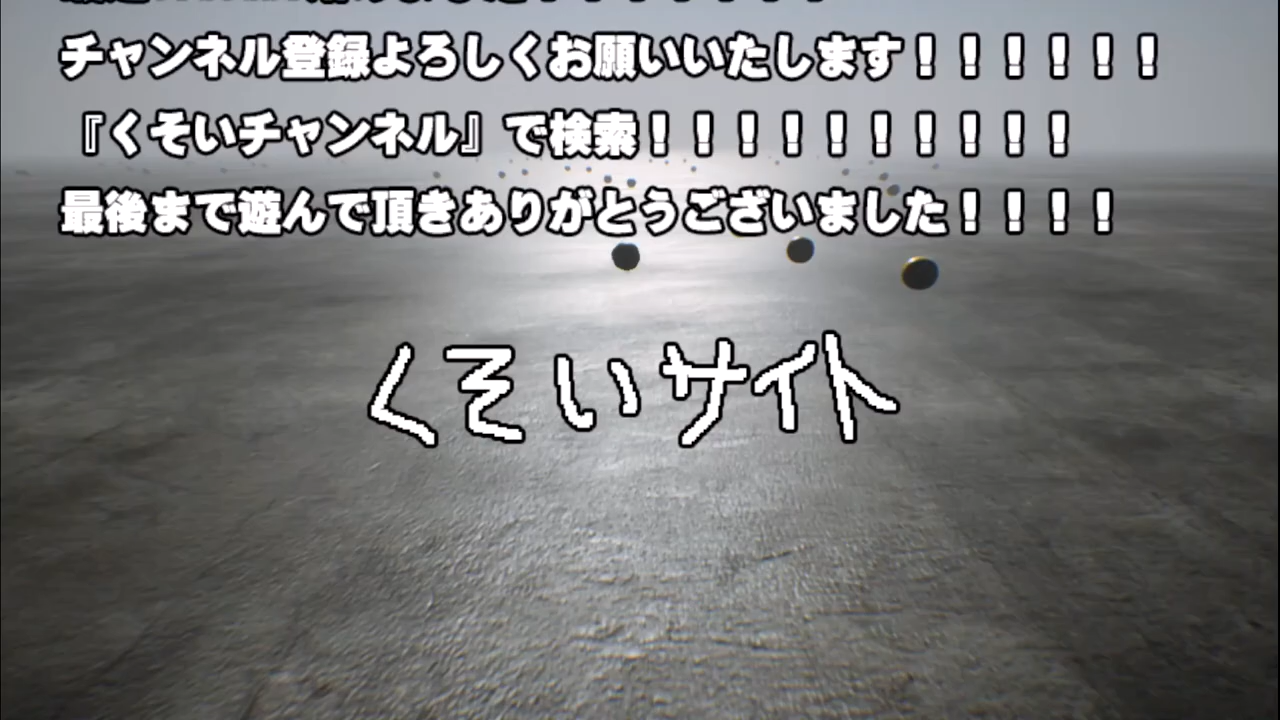 チャンネル登録よろしくお願いいたします！！！！！！
『くそいチャンネル』で検索！！！！！！！！！！
最後まで遊んで頂きありがとうございました！！！！
くそいサイト